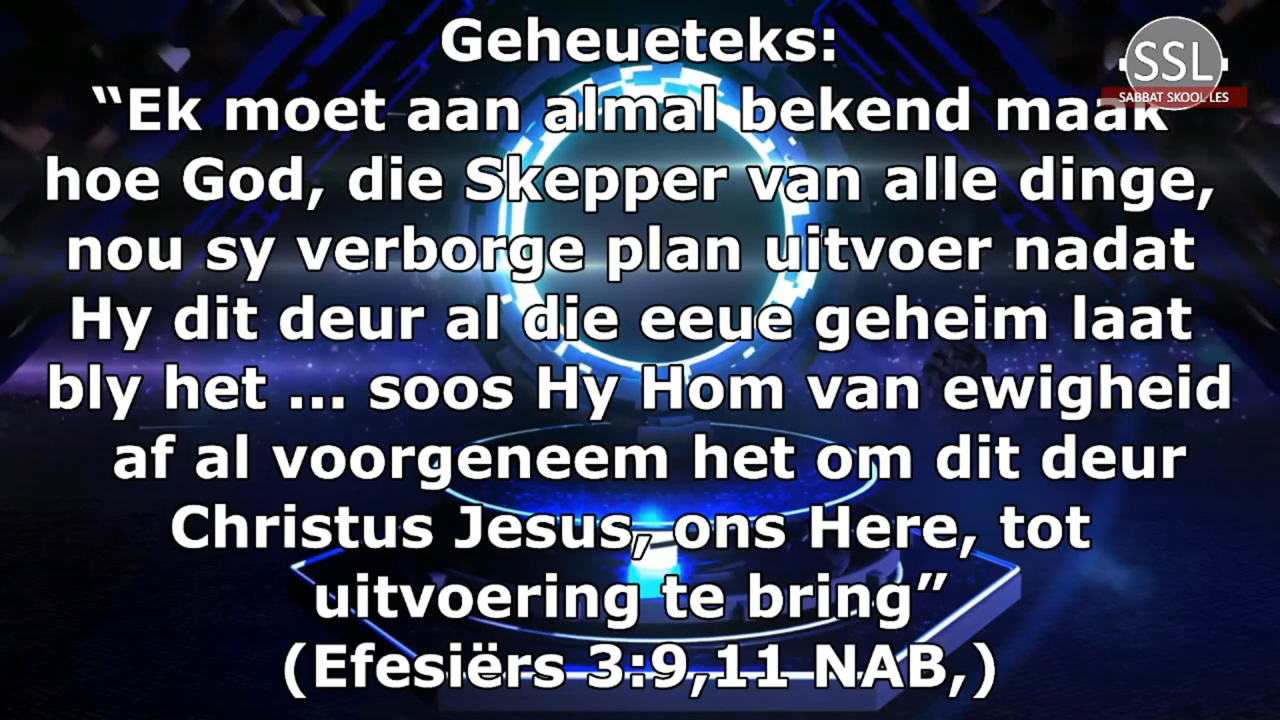 Geheueteks:
SSL
SABBAT SKOOL LES
“Ek moet aan almal bekend maak
hoe God, die Skepper van alle dinge,
nou sy verborge plan uitvoer nadat
Hy dit deur al die eeue geheim laat
bly het ... soos Hy Hom van ewigheid
af al voorgeneem het om dit deur
Christus Jesus, ons Here, tot
uitvoering te bring”
(Efesiërs 3:9,11 NAB,)